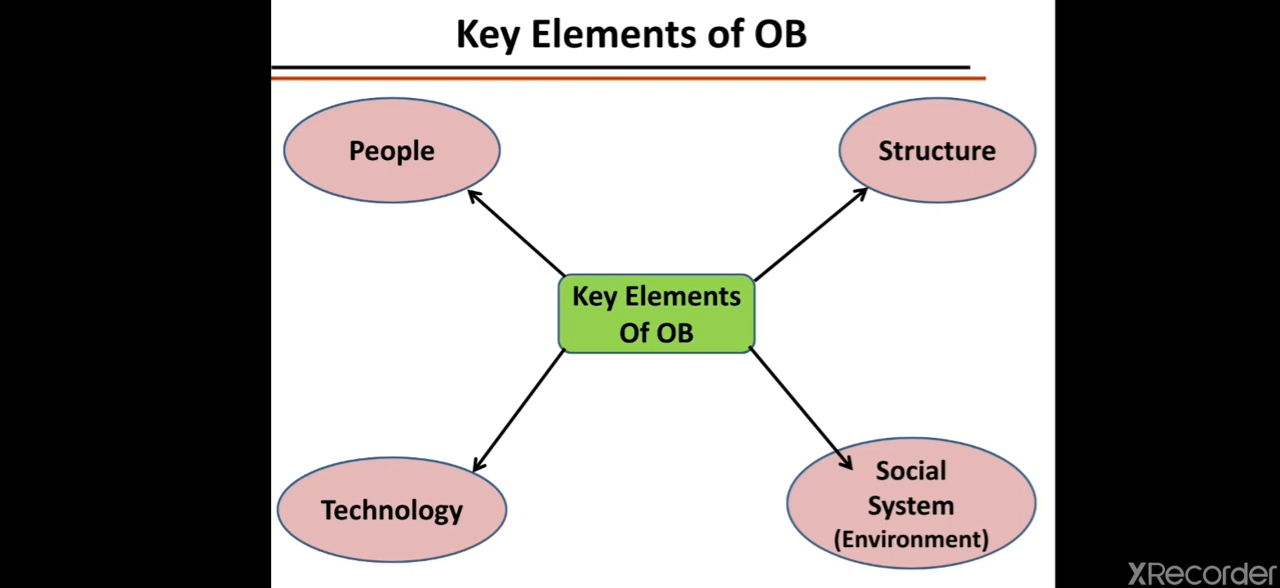 Key Elements of OB
People
Structure
Key Elements
Of OB
Technology
Social
System
(Environment)
XRecorder